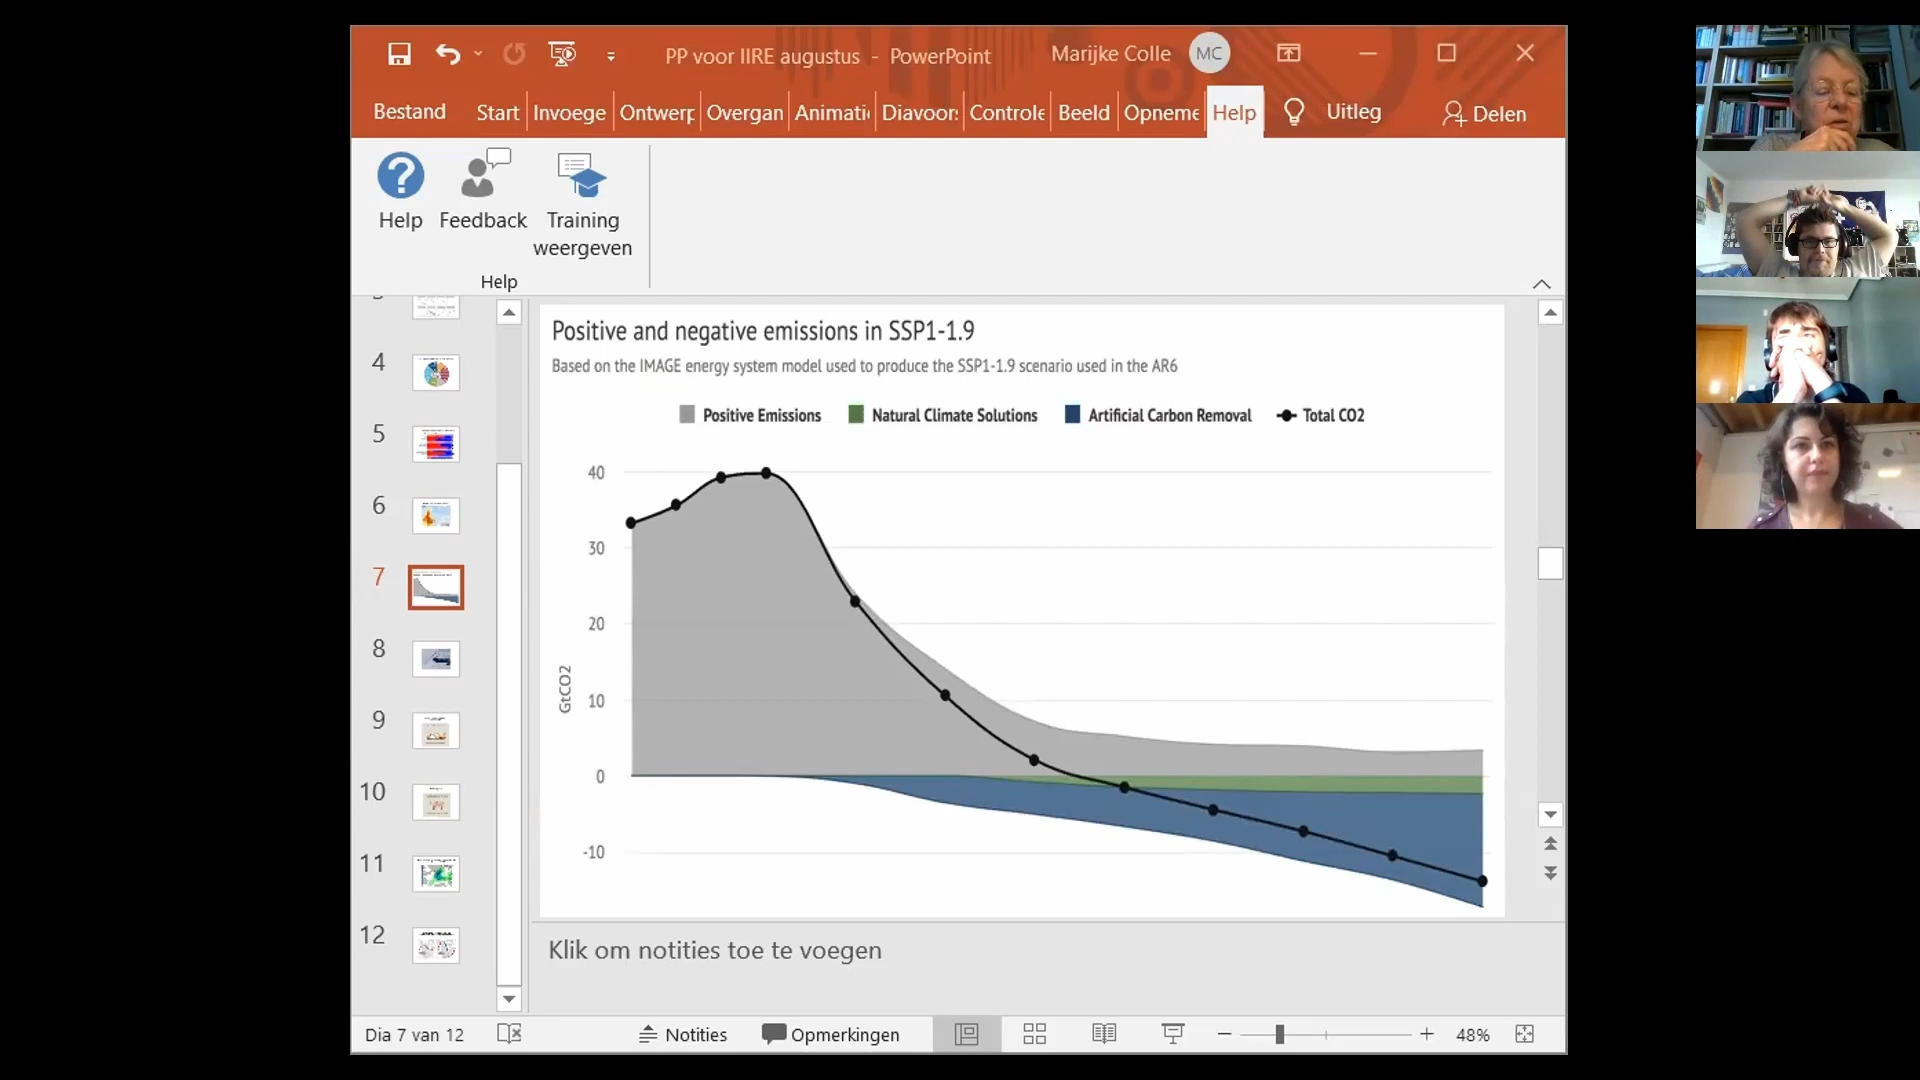 PP voor IIRE augustus - PowerPoint
Marijke Colle
MC
Bestand Start Invoege Ontwerp Overgan Animati Diavoor Controle Beeld Opneme Help Uitleg Delen
Help Feedback Training
weergeven
Help
4
5
6
7
8
9
10
11
12
Positive and negative emissions in SSP1-1.9
Based on the IMAGE energy system model used to produce the SSP1-1.9 scenario used in the AR6
Positive Emissions Natural Climate Solutions Artificial Carbon Removal Total CO2
40
30
20
10
0
-10
GtCO2
Klik om notities toe te voegen
Dia 7 van 12 Notities Opmerkingen 48%